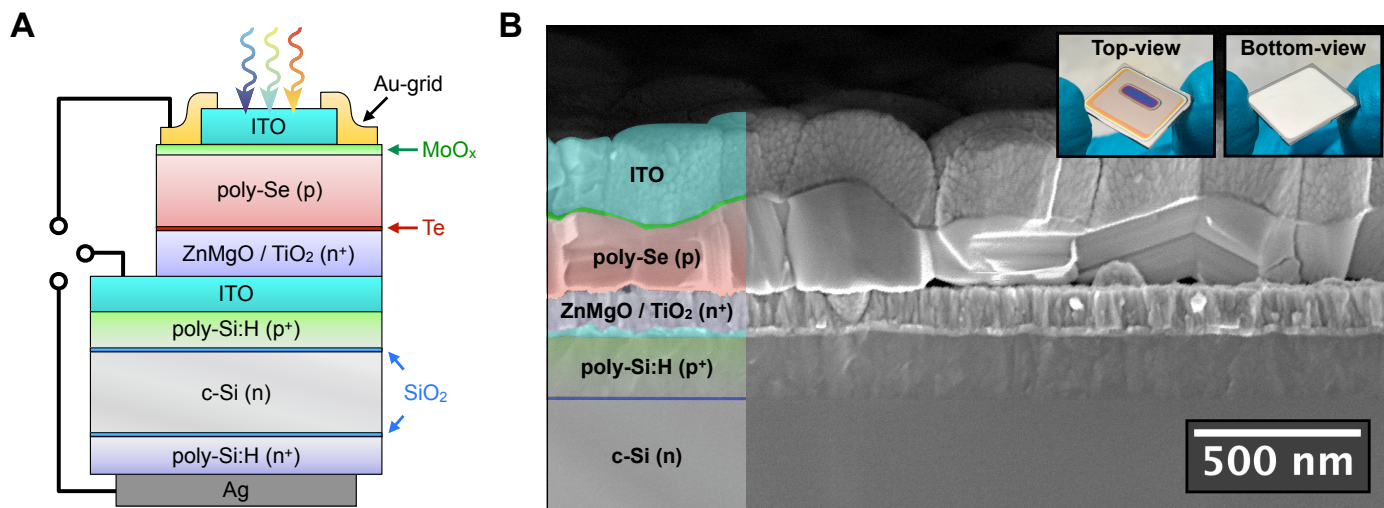 A
Au-grid
ITO
MoOₓ
poly-Se (p)
Te
ZnMgO / TiO₂ (n⁺)
ITO
poly-Si:H (p⁺)
c-Si (n)
SiO₂
poly-Si:H (n⁺)
Ag
B
Top-view
Bottom-view
ITO
poly-Se (p)
ZnMgO / TiO₂ (n⁺)
poly-Si:H (p⁺)
c-Si (n)
500 nm